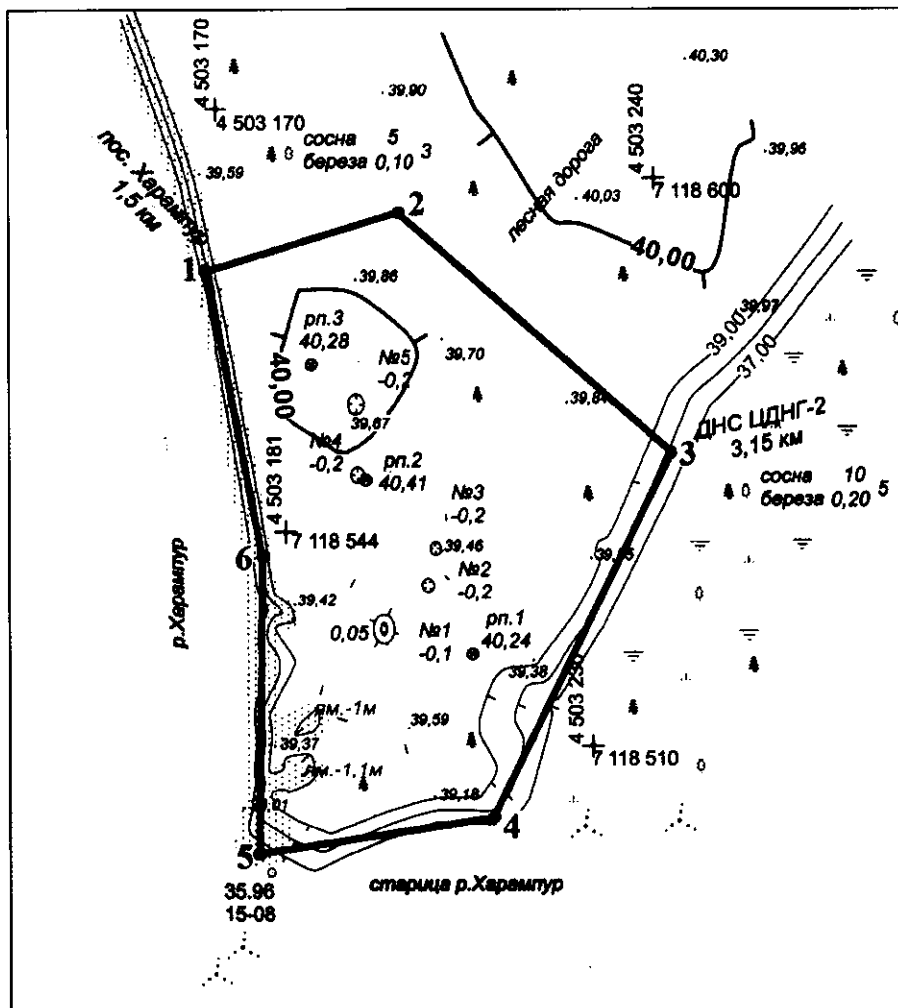 4 503 170
4 503 170
39,90
40,30
4 503 240
7 118 600
39,96
сосна 5
береза 0,10 3
39,59
пос. Харампур
1,5 км
40,03
лесная дорога
40,00
2
1
39,86
39,97
39,00
37,00
рп.3
40,28
№5
-0,2
39,70
40,00
39,67
39,84
ДНС ЦДНГ-2
3,15 км
3
№4
-0,2
рп.2
40,41
сосна 10
береза 0,20 5
4 503 181
7 118 544
№3
-0,2
39,46
6
№2
-0,2
39,42
р.Харампур
0,05
№1
-0,1
рп.1
40,24
39,38
4 503 230
7 118 510
ям.-1м
39,59
39,37
ям.-1,1м
39,18
4
5
35.96
15-08
старица р.Харампур